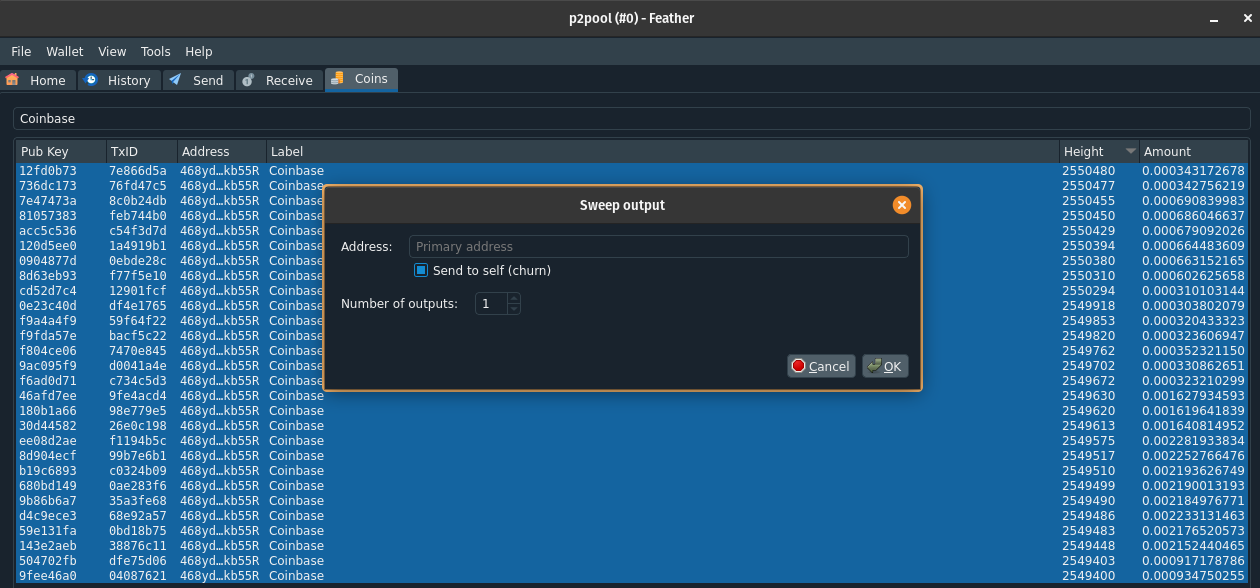 p2pool (#0) - Feather
File Wallet View Tools Help
Home History Send Receive Coins
Coinbase
Pub Key TxID Address Label Height Amount
12fd0b73 7e866d5a 468yd…kb55R Coinbase 2550480 0.000343172678
736dc173 76fd47c5 468yd…kb55R Coinbase 2550477 0.000342756219
7e47473a 8c0b24db 468yd…kb55R Coinbase 2550455 0.000690839983
81057383 feb744b0 468yd…kb55R Coinbase 2550450 0.000686046637
acc5c536 c54f3d7d 468yd…kb55R Coinbase 2550429 0.000679092026
120d5ee0 1a4919b1 468yd…kb55R Coinbase 2550394 0.000664483609
0904877d 0ebde28c 468yd…kb55R Coinbase 2550380 0.000663152165
8d63eb93 f77f5e10 468yd…kb55R Coinbase 2550310 0.000602625658
cd52d7c4 12901fcf 468yd…kb55R Coinbase 2550294 0.000310103144
0e23c40d df4e1765 468yd…kb55R Coinbase 2549918 0.000303802079
f9a4a4f9 59f64f22 468yd…kb55R Coinbase 2549853 0.000320433323
f9fda57e bacf5c22 468yd…kb55R Coinbase 2549820 0.000323606947
f804ce06 7470e845 468yd…kb55R Coinbase 2549762 0.000352321150
9ac095f9 d0041a4e 468yd…kb55R Coinbase 2549702 0.000330862651
f6ad0d71 c734c5d3 468yd…kb55R Coinbase 2549672 0.000323210299
46afd7ee 9fe4acd4 468yd…kb55R Coinbase 2549630 0.001627934593
180b1a66 98e779e5 468yd…kb55R Coinbase 2549620 0.001619641839
30d44582 26e0c198 468yd…kb55R Coinbase 2549613 0.001640814952
ee08d2ae f1194b5c 468yd…kb55R Coinbase 2549575 0.002281933834
8d904ecf 99b7e6b1 468yd…kb55R Coinbase 2549517 0.002252766476
b19c6893 c0324b09 468yd…kb55R Coinbase 2549510 0.002193626749
680bd149 0ae283f6 468yd…kb55R Coinbase 2549499 0.002190013193
9b86b6a7 35a3fe68 468yd…kb55R Coinbase 2549490 0.002184976771
d4c9ece3 68e92a57 468yd…kb55R Coinbase 2549486 0.002233131463
59e131fa 0bd18b75 468yd…kb55R Coinbase 2549483 0.002176520573
143e2aeb 38876c11 468yd…kb55R Coinbase 2549448 0.002152440465
504702fb dfe75d06 468yd…kb55R Coinbase 2549403 0.000917178786
9fee46a0 04087621 468yd…kb55R Coinbase 2549400 0.000934750255
Sweep output
Address: Primary address
Send to self (churn)
Number of outputs: 1
Cancel OK